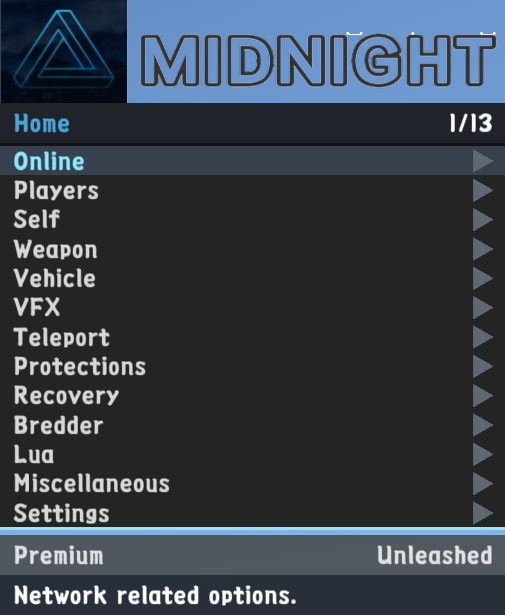 MIDNIGHT
Home 1/13
Online
Players
Self
Weapon
Vehicle
VFX
Teleport
Protections
Recovery
Bredder
Lua
Miscellaneous
Settings
Premium Unleashed
Network related options.